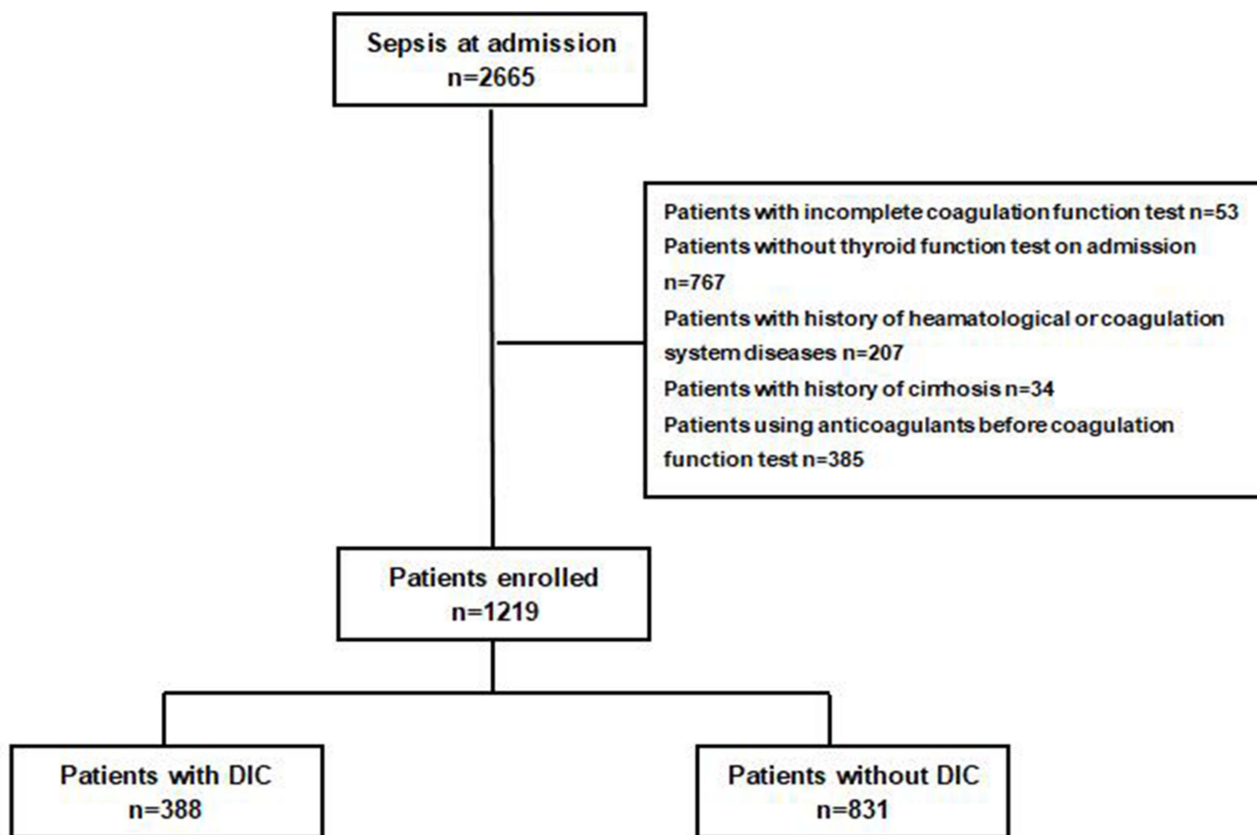 Sepsis at admission
n=2665
Patients with incomplete coagulation function test n=53
Patients without thyroid function test on admission
n=767
Patients with history of heamatological or coagulation
system diseases n=207
Patients with history of cirrhosis n=34
Patients using anticoagulants before coagulation
function test n=385
Patients enrolled
n=1219
Patients with DIC
n=388
Patients without DIC
n=831